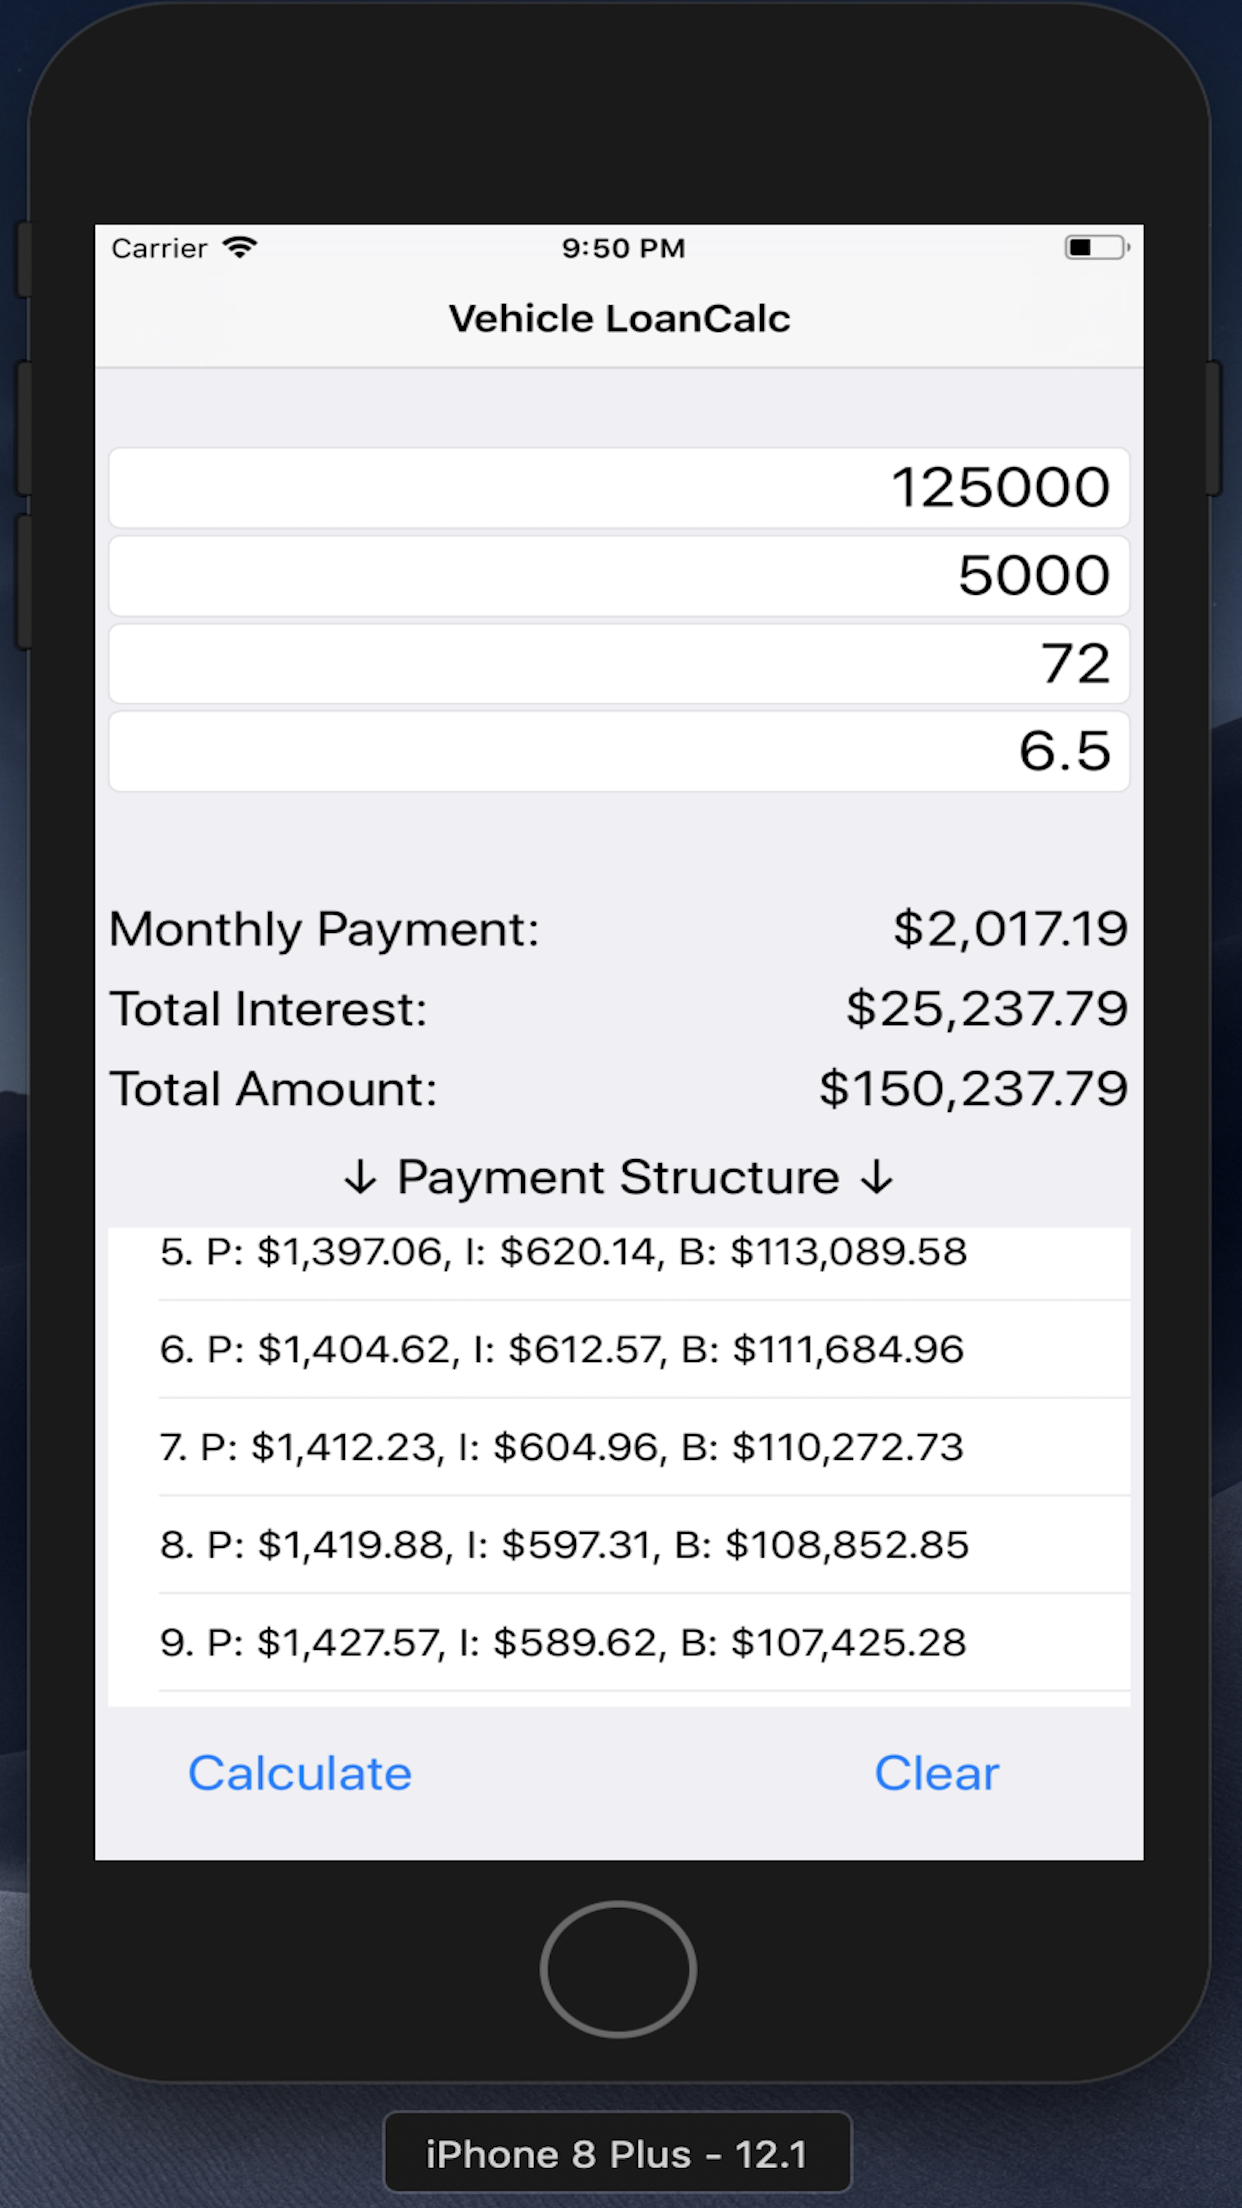 Carrier 9:50 PM
Vehicle LoanCalc
125000
5000
72
6.5
Monthly Payment: $2,017.19
Total Interest: $25,237.79
Total Amount: $150,237.79
↓ Payment Structure ↓
5. P: $1,397.06, I: $620.14, B: $113,089.58
6. P: $1,404.62, I: $612.57, B: $111,684.96
7. P: $1,412.23, I: $604.96, B: $110,272.73
8. P: $1,419.88, I: $597.31, B: $108,852.85
9. P: $1,427.57, I: $589.62, B: $107,425.28
Calculate Clear
iPhone 8 Plus - 12.1